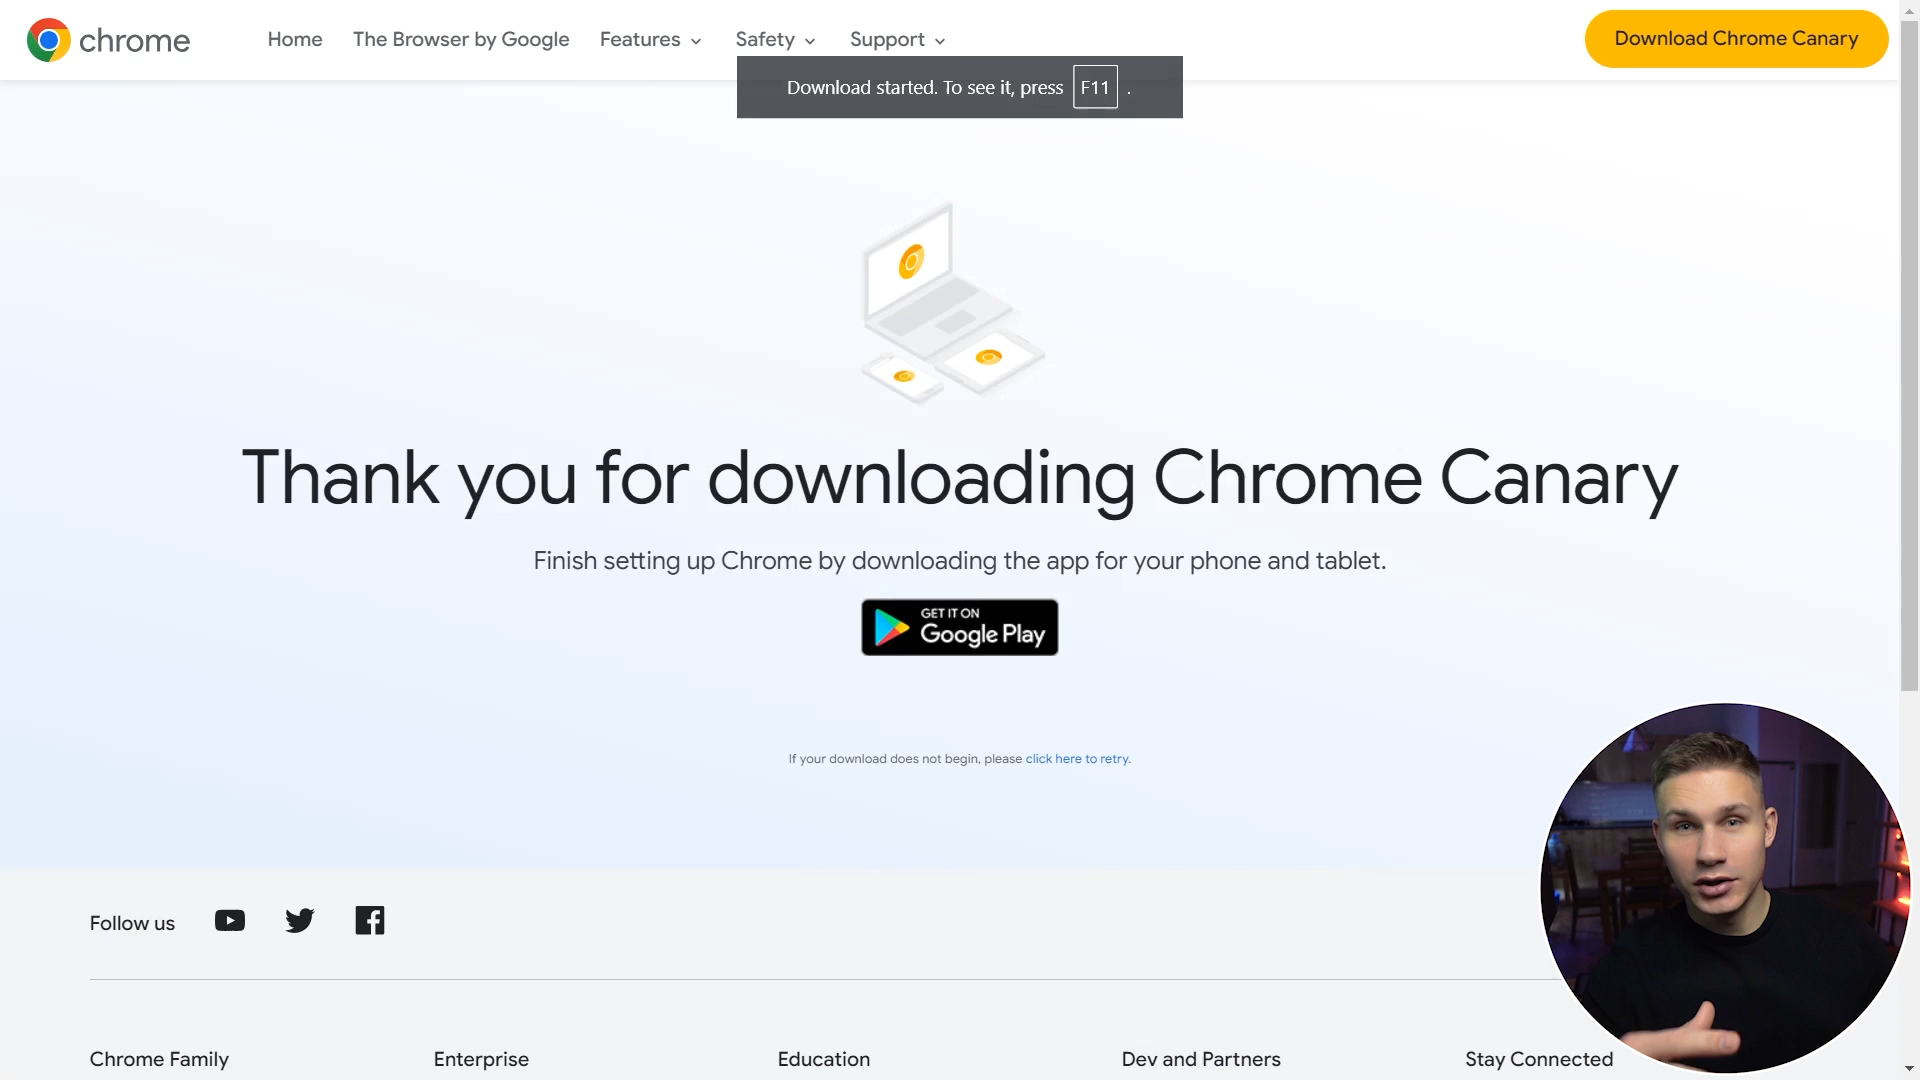 chrome
Home
The Browser by Google
Features
Safety
Support
Download Chrome Canary
Download started. To see it, press F11 .
Thank you for downloading Chrome Canary
Finish setting up Chrome by downloading the app for your phone and tablet.
GET IT ON
Google Play
If your download does not begin, please click here to retry.
Follow us
Chrome Family
Enterprise
Education
Dev and Partners
Stay Connected